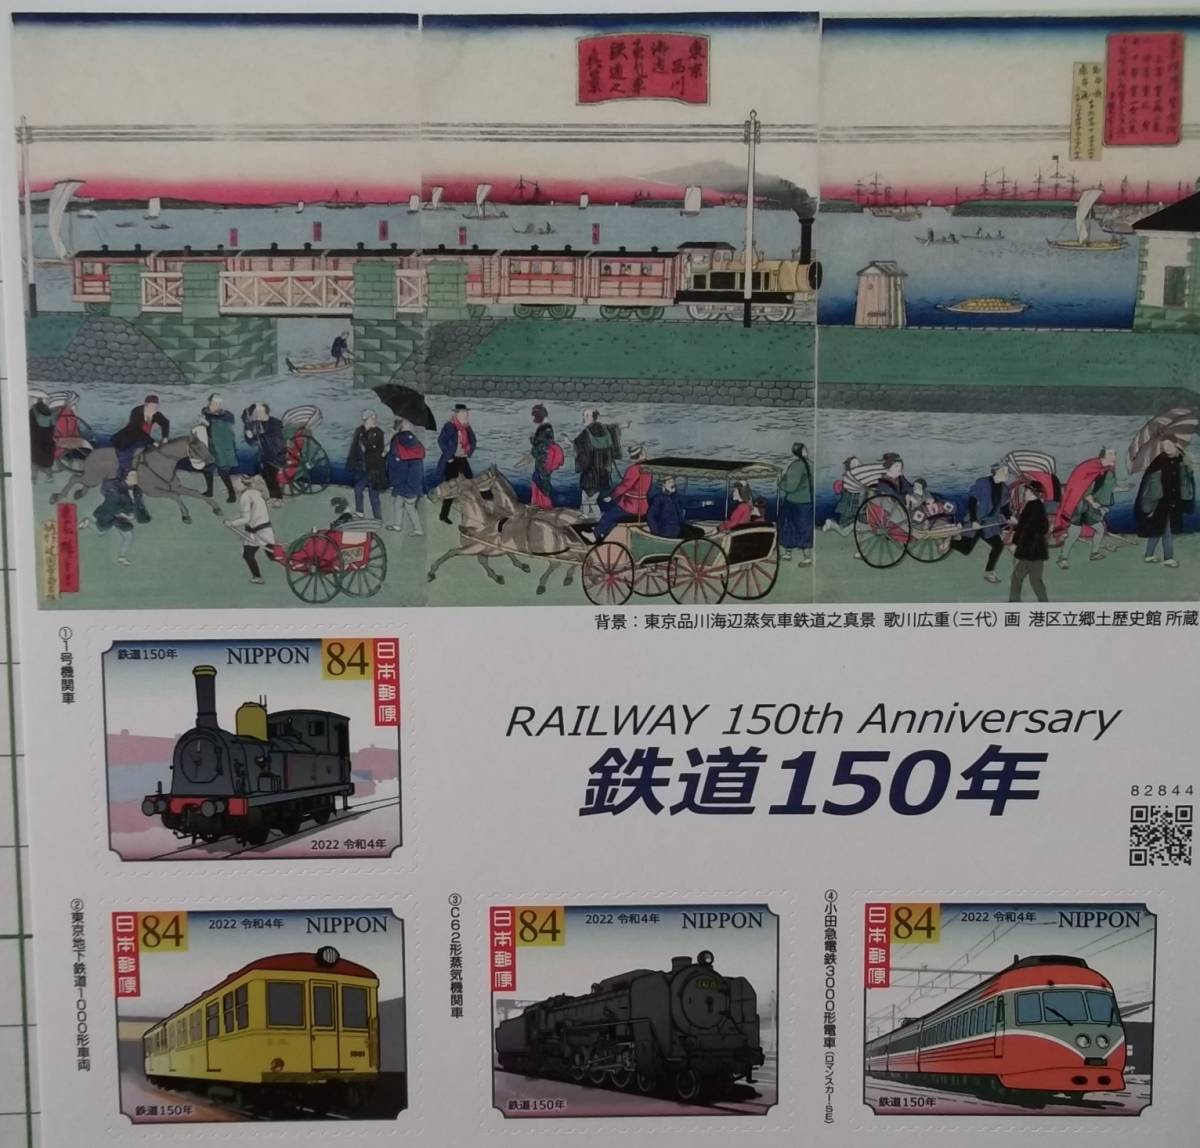 東京
品川
海辺
蒸気車
鉄道之
真景
背景：東京品川海辺蒸気車鉄道之真景 歌川広重（三代）画 港区立郷土歴史館 所蔵
①1号機関車
鉄道150年
NIPPON
84
日本郵便
2022 令和4年
RAILWAY 150th Anniversary
鉄道150年
82844
②東京地下鉄道1000形車両
日本郵便
84
2022 令和4年
NIPPON
1001
鉄道150年
③C62形蒸気機関車
日本郵便
84
2022 令和4年
NIPPON
鉄道150年
④小田急電鉄3000形電車（ロマンスカー・SE）
日本郵便
84
2022 令和4年
NIPPON
鉄道150年